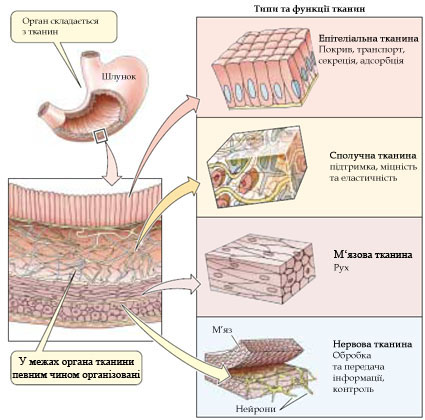 Орган складається
з тканин
Шлунок
У межах органа тканини
певним чином організовані
Типи та функції тканин
Епітеліальна тканина
Покрив, транспорт,
секреція, адсорбція
Сполучна тканина
підтримка, міцність
та еластичність
М'язова тканина
Рух
М'яз
Нейрони
Нервова тканина
Обробка
та передача
інформації,
контроль